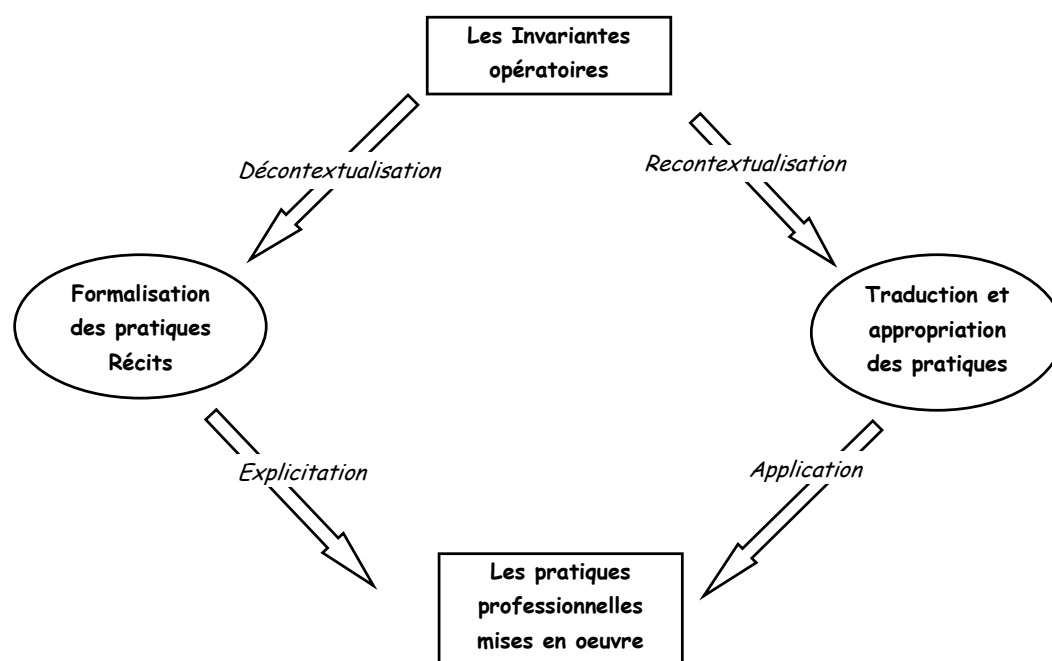 Les Invariantes
opératoires
Décontextualisation
Recontextualisation
Formalisation
des pratiques
Récits
Traduction et
appropriation
des pratiques
Explicitation
Application
Les pratiques
professionnelles
mises en oeuvre